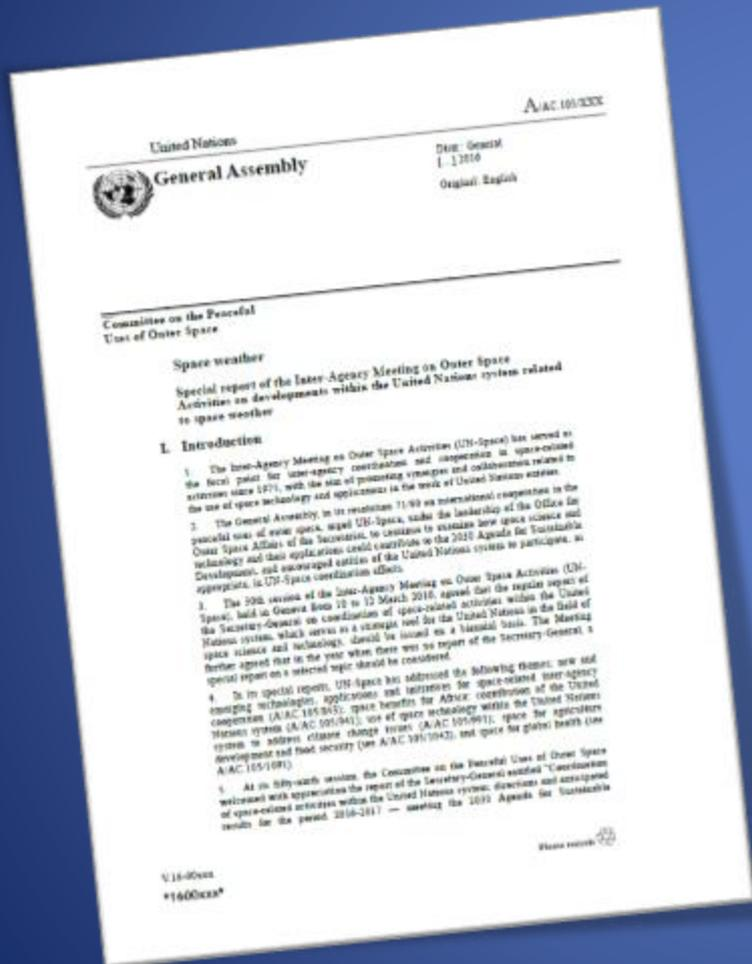 A/AC.105/XXX
United Nations
General Assembly
Distr.: General
[...] 2016
Original: English
Committee on the Peaceful
Uses of Outer Space
Space weather
Special report of the Inter-Agency Meeting on Outer Space
Activities on developments within the United Nations system related
to space weather
I. Introduction
1. The Inter-Agency Meeting on Outer Space Activities (UN-Space) has served as
the focal point for inter-agency coordination and cooperation in space-related
activities since 1975, with the aim of promoting synergies and collaboration related to
the use of space technology and applications in the work of United Nations entities.
2. The General Assembly, in its resolution 71/90 on international cooperation in the
peaceful uses of outer space, urged UN-Space, under the leadership of the Office for
Outer Space Affairs of the Secretariat, to continue to examine how space science and
technology and their applications could contribute to the 2030 Agenda for Sustainable
Development, and encouraged entities of the United Nations system to participate, as
appropriate, in UN-Space coordination efforts.
3. The 30th session of the Inter-Agency Meeting on Outer Space Activities (UN-
Space), held in Geneva from 10 to 12 March 2010, agreed that the regular report of
the Secretary-General on coordination of space-related activities within the United
Nations system, which serves as a strategic tool for the United Nations in the field of
space science and technology, should be issued on a biennial basis. The Meeting
further agreed that in the year when there was no report of the Secretary-General, a
special report on a selected topic should be considered.
4. In its special reports, UN-Space has addressed the following themes: new and
emerging technologies, applications and initiatives for space-related inter-agency
cooperation (A/AC.105/843); space benefits for Africa: contribution of the United
Nations system (A/AC.105/941); use of space technology within the United Nations
system to address climate change issues (A/AC.105/991); space for agriculture
development and food security (see A/AC.105/1042); and space for global health (see
A/AC.105/1091).
5. At its fifty-ninth session, the Committee on the Peaceful Uses of Outer Space
welcomed with appreciation the report of the Secretary-General entitled "Coordination
of space-related activities within the United Nations system: directions and anticipated
results for the period 2016-2017 — meeting the 2030 Agenda for Sustainable
V.16-00xxx
*1600xxx*
Please recycle